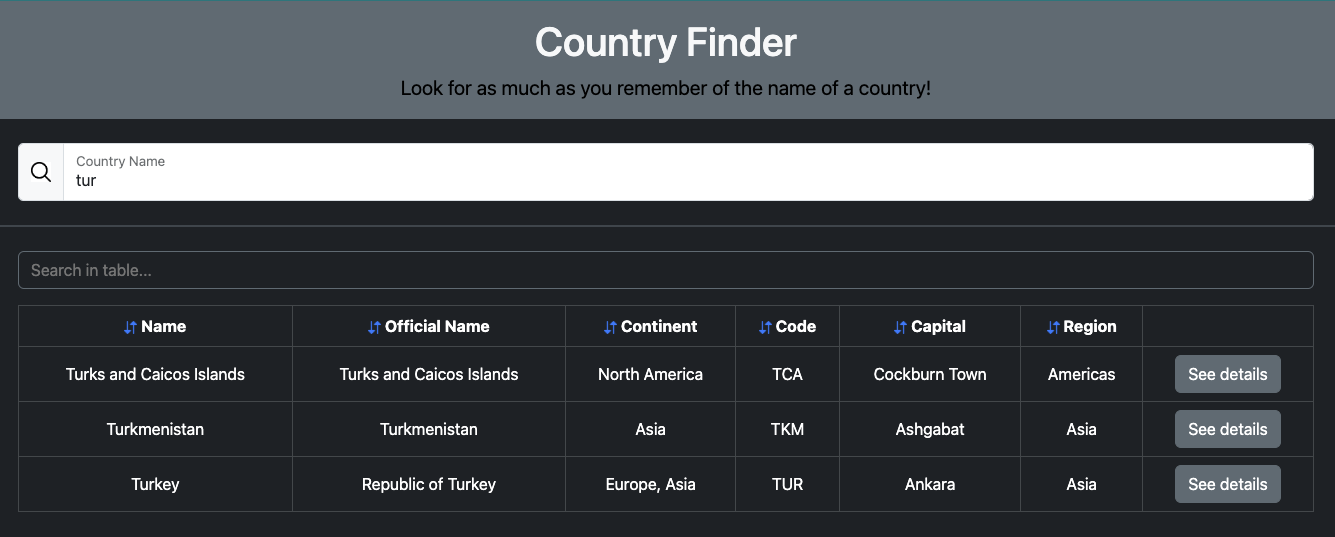 Country Finder
Look for as much as you remember of the name of a country!
Country Name
tur
Search in table...
Name Official Name Continent Code Capital Region
Turks and Caicos Islands Turks and Caicos Islands North America TCA Cockburn Town Americas See details
Turkmenistan Turkmenistan Asia TKM Ashgabat Asia See details
Turkey Republic of Turkey Europe, Asia TUR Ankara Asia See details